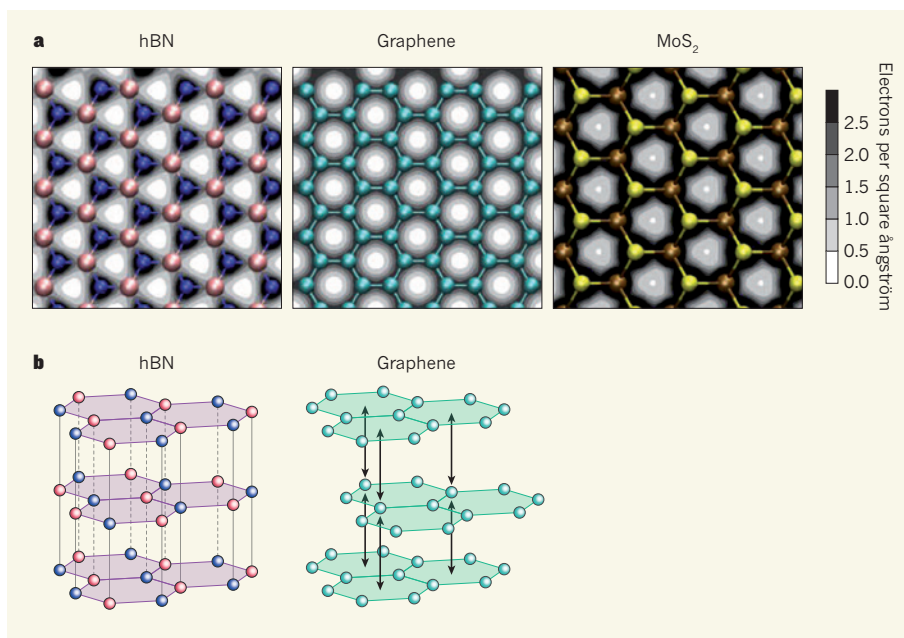 a
hBN
Graphene
MoS₂
Electrons per square ångström
2.5
2.0
1.5
1.0
0.5
0.0
b
hBN
Graphene